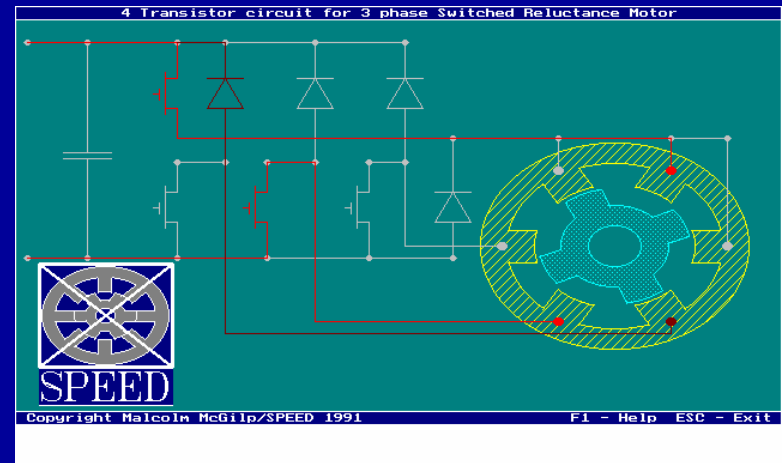 4 Transistor circuit for 3 phase Switched Reluctance Motor
SPEED
Copyright Malcolm McGilp/SPEED 1991 F1 - Help ESC - Exit